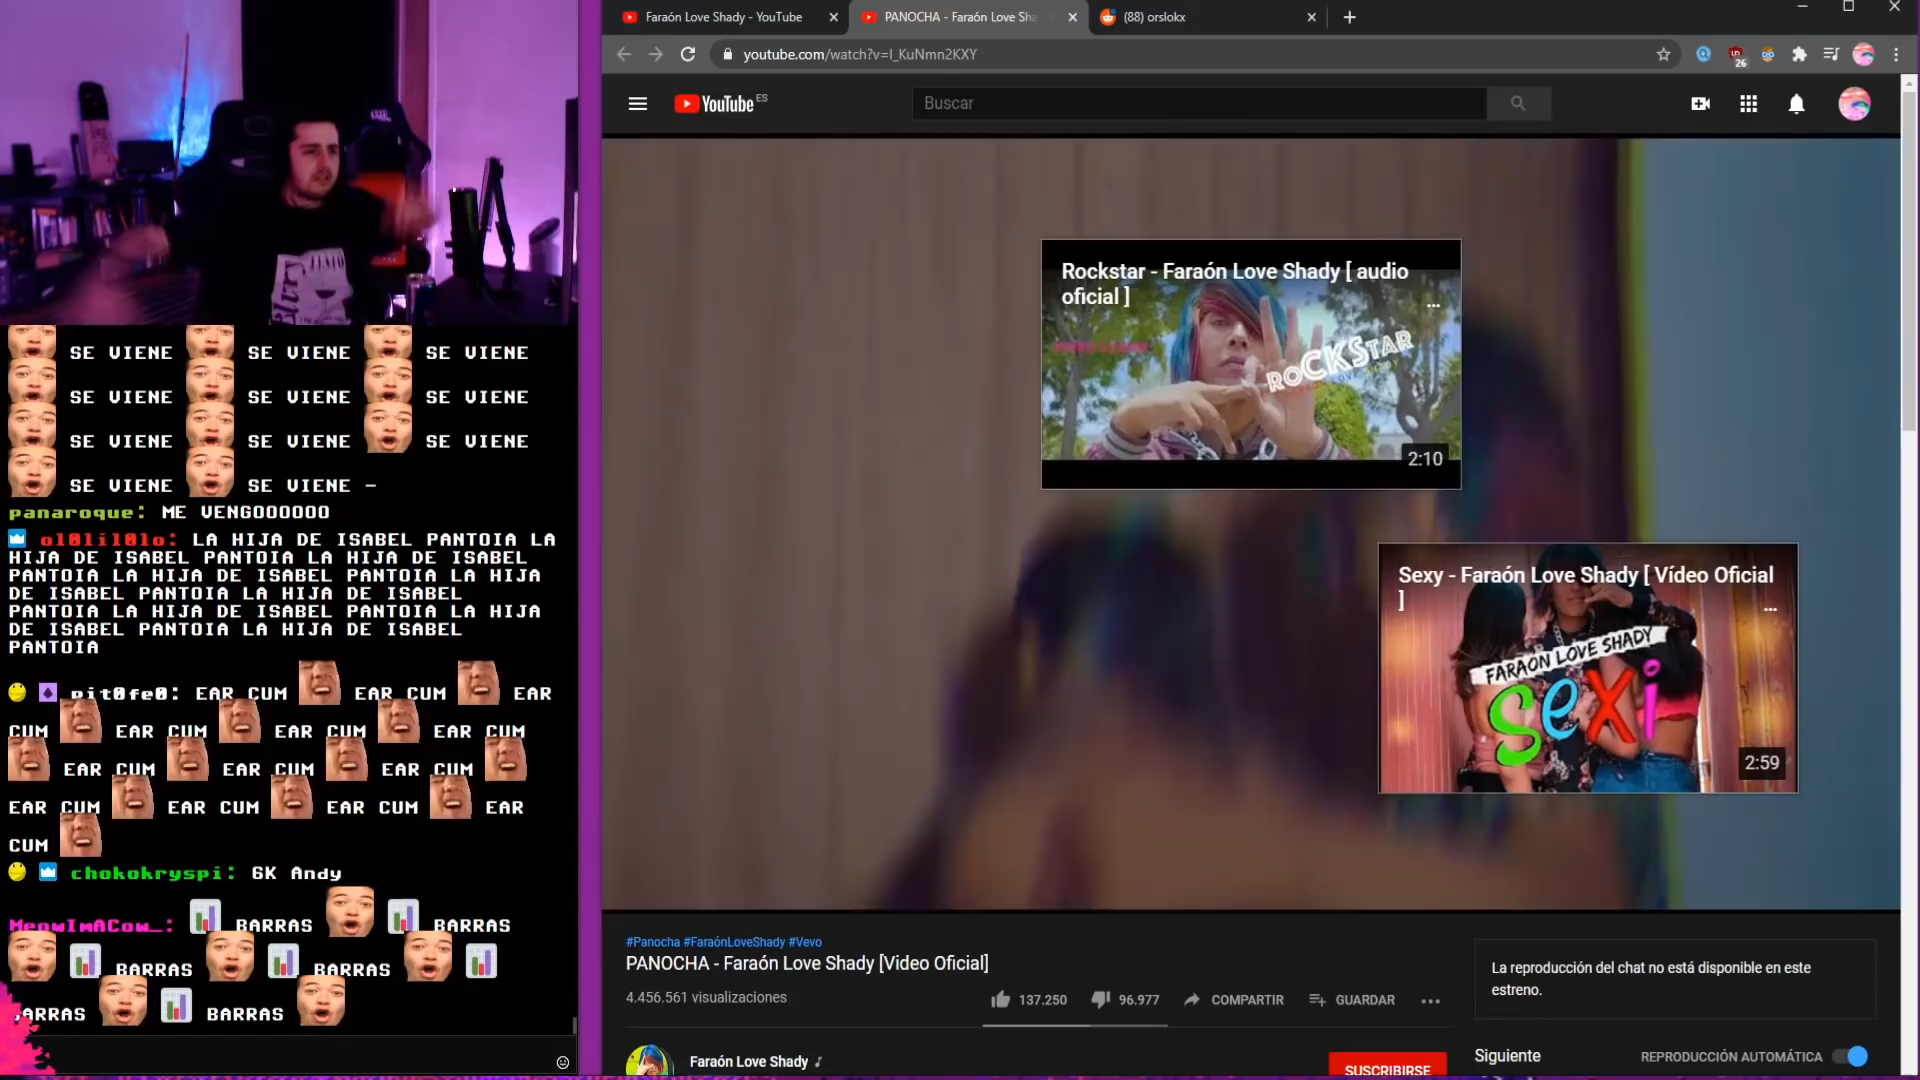 Faraón Love Shady - YouTube
PANOCHA - Faraón Love Sha
(88) orslokx
youtube.com/watch?v=I_KuNmn2KXY
26
YouTube ES
Buscar
Rockstar - Faraón Love Shady [ audio
oficial ]
ROCKSTAR
2:10
Sexy - Faraón Love Shady [ Vídeo Oficial
]
FARAON LOVE SHADY
SeXi
2:59
SE VIENE SE VIENE SE VIENE
SE VIENE SE VIENE SE VIENE
SE VIENE SE VIENE SE VIENE
SE VIENE SE VIENE -
panaroque: ME VENGOOOOOO
ol0lil0lo: LA HIJA DE ISABEL PANTOIA LA
HIJA DE ISABEL PANTOIA LA HIJA DE ISABEL
PANTOIA LA HIJA DE ISABEL PANTOIA LA HIJA
DE ISABEL PANTOIA LA HIJA DE ISABEL
PANTOIA LA HIJA DE ISABEL PANTOIA LA HIJA
DE ISABEL PANTOIA LA HIJA DE ISABEL
PANTOIA
pit0fe0: EAR CUM EAR CUM EAR
CUM EAR CUM EAR CUM EAR CUM
EAR CUM EAR CUM EAR CUM
EAR CUM EAR CUM EAR CUM EAR
CUM
chokokryspi: GK Andy
MeowImACow_: BARRAS BARRAS
BARRAS BARRAS
BARRAS BARRAS
#Panocha #FaraónLoveShady #Vevo
PANOCHA - Faraón Love Shady [Video Oficial]
4.456.561 visualizaciones
137.250 96.977 COMPARTIR GUARDAR
Faraón Love Shady
SUSCRIBIRSE
La reproducción del chat no está disponible en este
estreno.
Siguiente
REPRODUCCIÓN AUTOMÁTICA